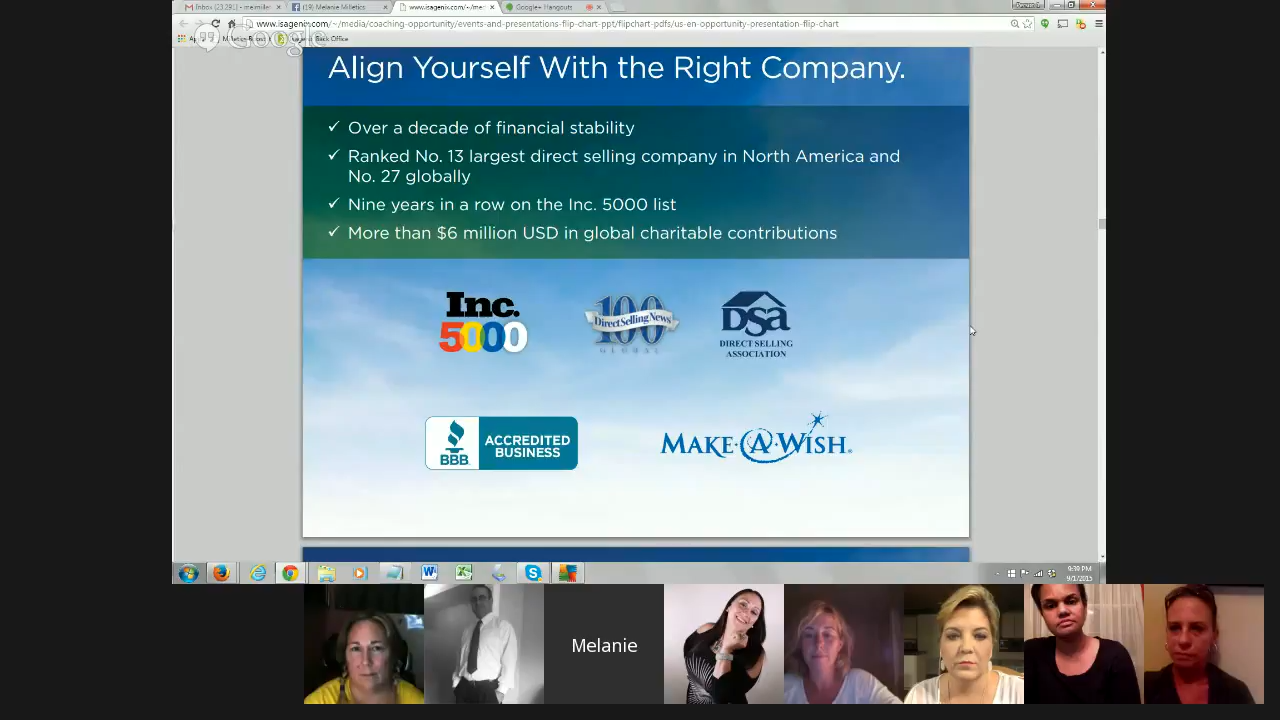 Inbox (23,291) - melmiller
(19) Melanie Milletics
www.isagenix.com/~/me
Google+ Hangouts
www.isagenix.com/~/media/coaching-opportunity/events-and-presentations-flip-chart-ppt/flipchart-pdfs/us-en-opportunity-presentation-flip-chart
Google
Back Office
Align Yourself With the Right Company.
✓ Over a decade of financial stability
✓ Ranked No. 13 largest direct selling company in North America and
No. 27 globally
✓ Nine years in a row on the Inc. 5000 list
✓ More than $6 million USD in global charitable contributions
Inc.
5000
100
Direct Selling News
GLOBAL
DSA
DIRECT SELLING
ASSOCIATION
BBB
ACCREDITED
BUSINESS
MAKE·A·WISH®
9:39 PM
9/1/2015
Melanie